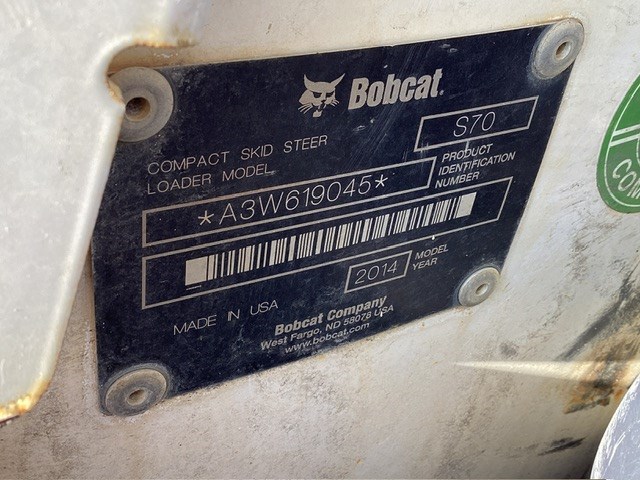 Bobcat
COMPACT SKID STEER
LOADER MODEL
S70
*A3W619045*
PRODUCT
IDENTIFICATION
NUMBER
2014
MODEL
YEAR
MADE IN USA
Bobcat Company
West Fargo, ND 58078 USA
www.bobcat.com